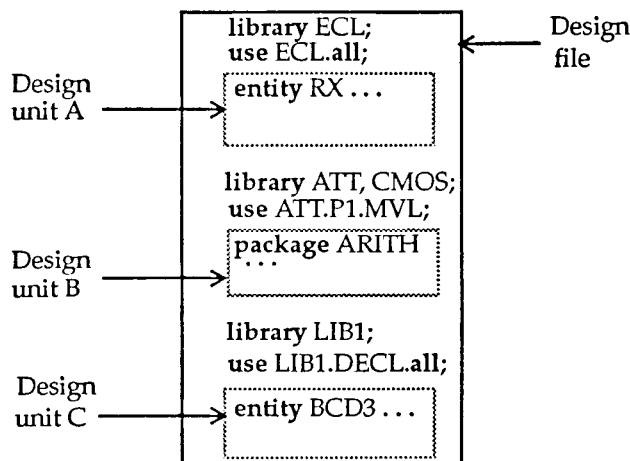 library ECL;
use ECL.all;
Design
file
Design
unit A
entity RX . . .
library ATT, CMOS;
use ATT.P1.MVL;
Design
unit B
package ARITH
. . .
library LIB1;
use LIB1.DECL.all;
Design
unit C
entity BCD3 . . .